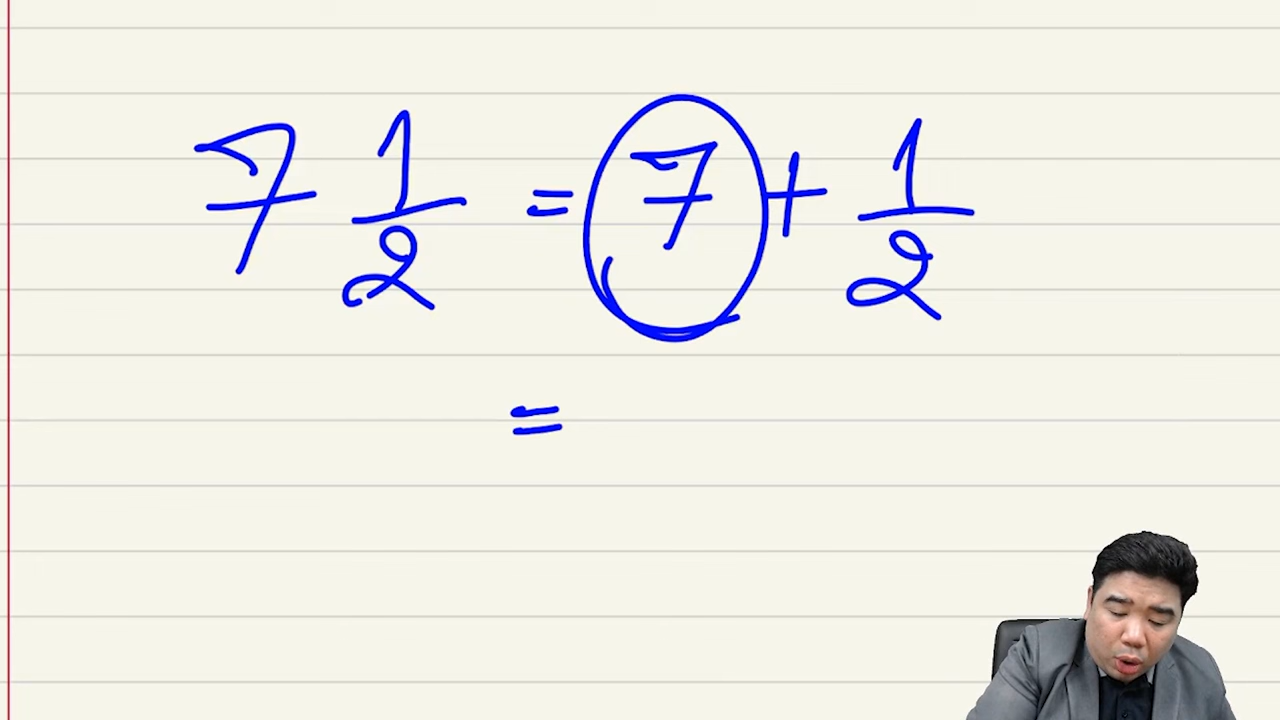 7 1/2 = 7 + 1/2
=